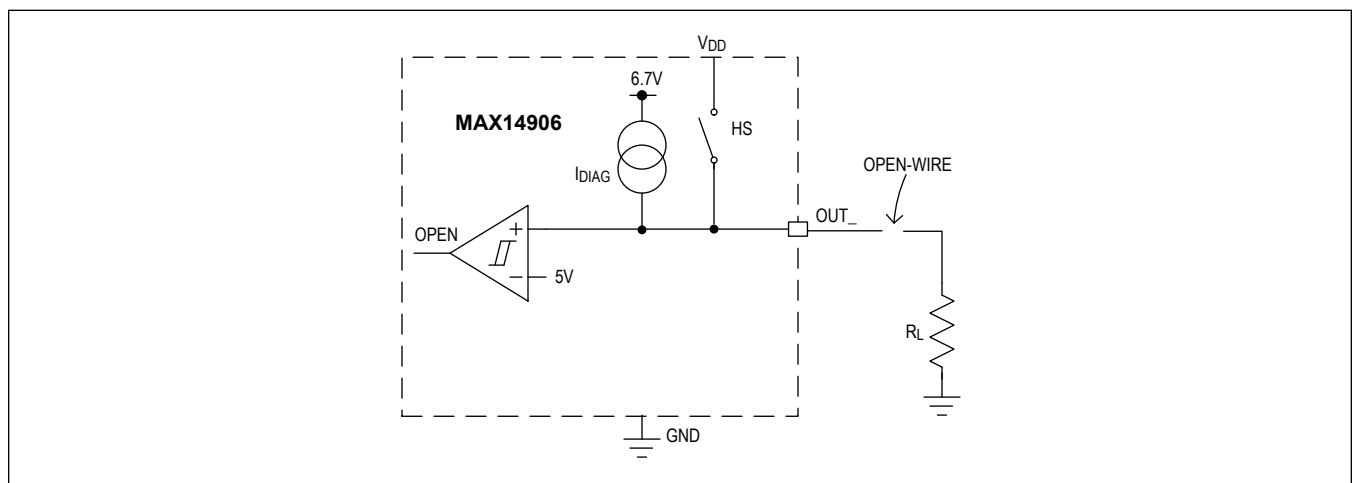 VDD
6.7V
MAX14906
HS
IDIAG
OPEN-WIRE
OUT_
OPEN
+
− 5V
RL
GND